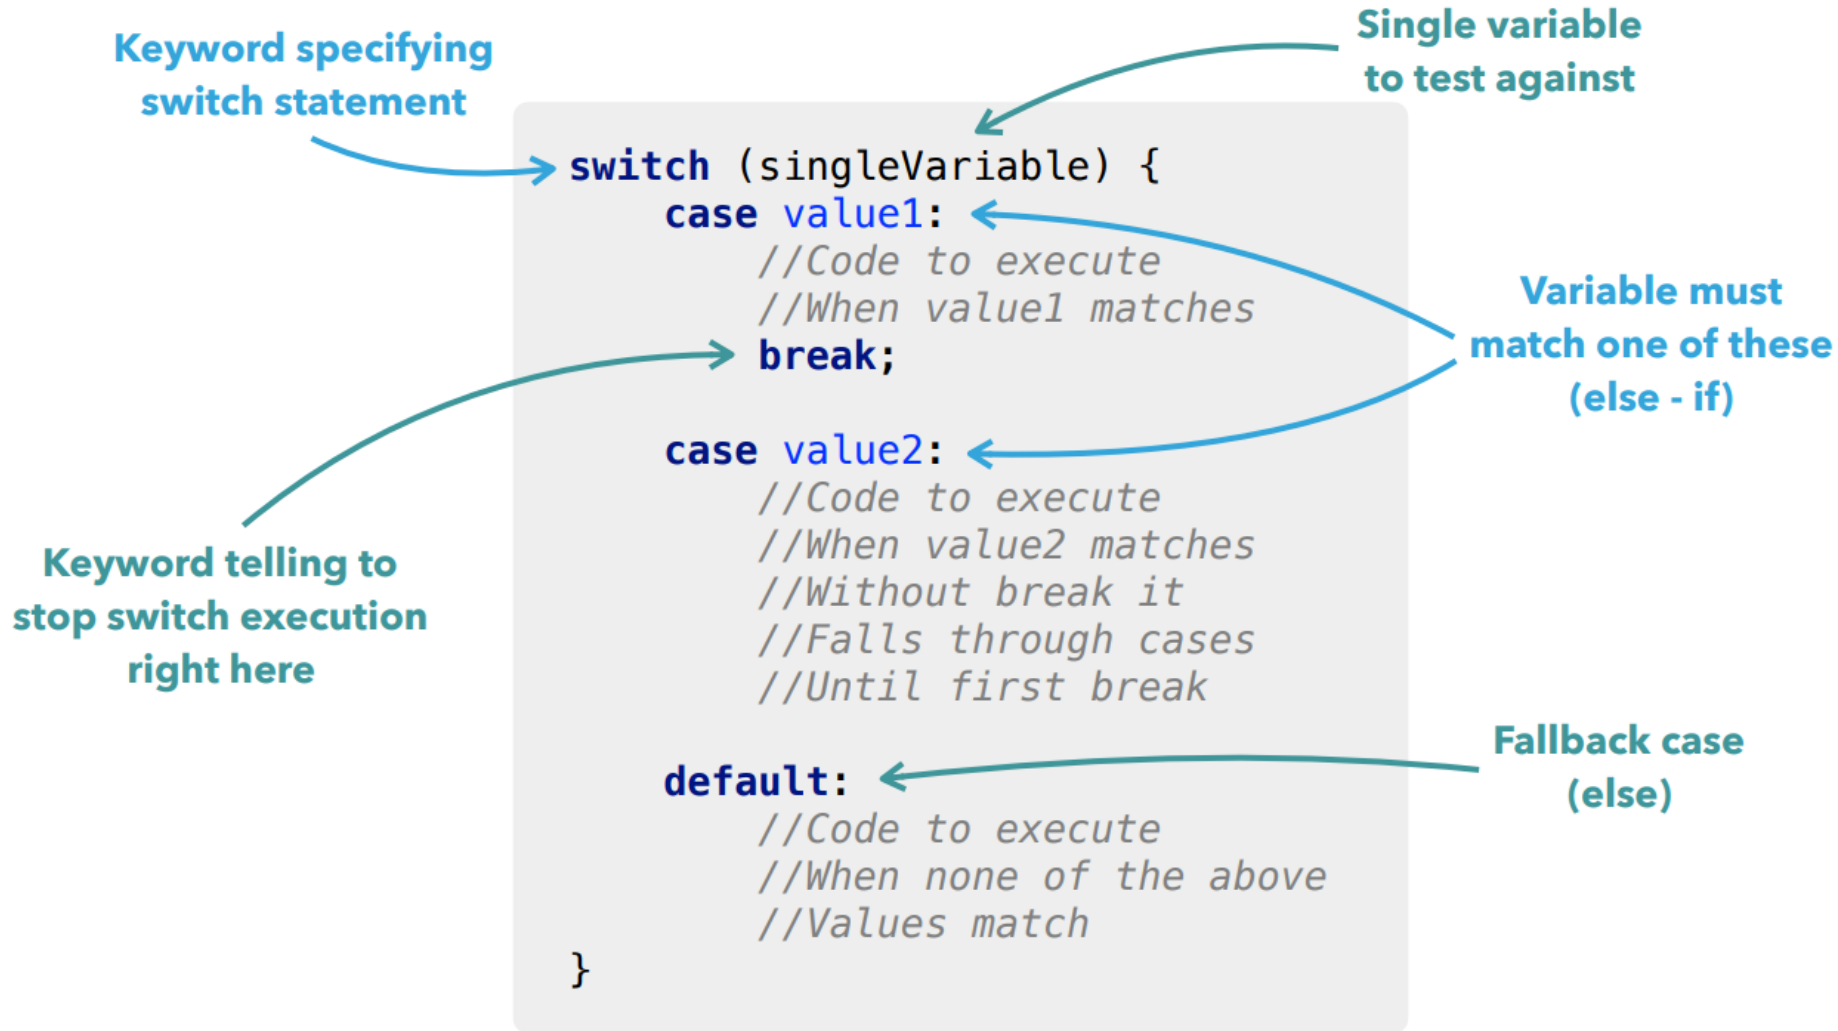 Keyword specifying
switch statement
Single variable
to test against
switch (singleVariable) {
case value1:
//Code to execute
//When value1 matches
break;
Variable must
match one of these
(else - if)
case value2:
//Code to execute
//When value2 matches
//Without break it
//Falls through cases
//Until first break
Keyword telling to
stop switch execution
right here
default:
//Code to execute
//When none of the above
//Values match
}
Fallback case
(else)